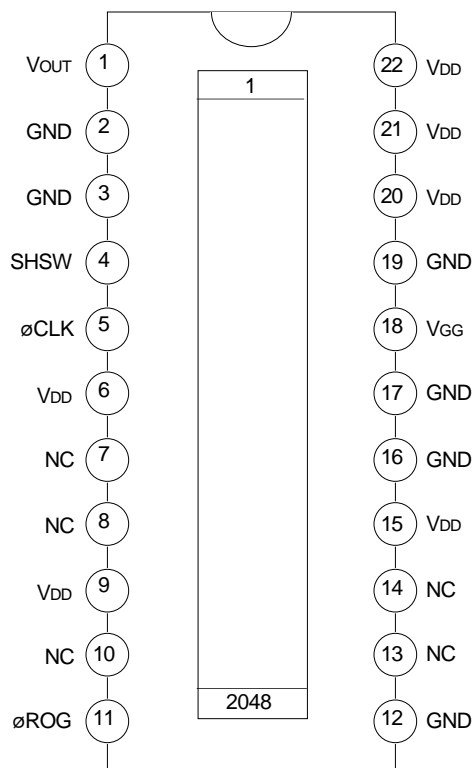 VOUT 1 22 VDD
1
GND 2 21 VDD
GND 3 20 VDD
SHSW 4 19 GND
øCLK 5 18 VGG
VDD 6 17 GND
NC 7 16 GND
NC 8 15 VDD
VDD 9 14 NC
NC 10 13 NC
2048
øROG 11 12 GND